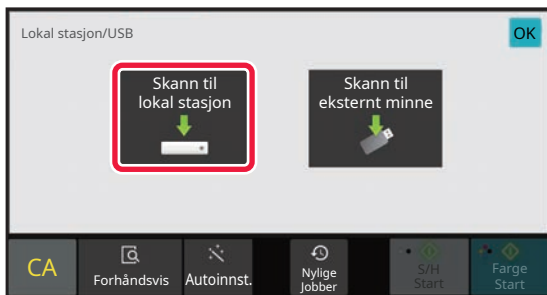 Lokal stasjon/USB
OK
Skann til
lokal stasjon
Skann til
eksternt minne
CA
Forhåndsvis
Autoinnst.
Nylige
Jobber
S/H
Start
Farge
Start